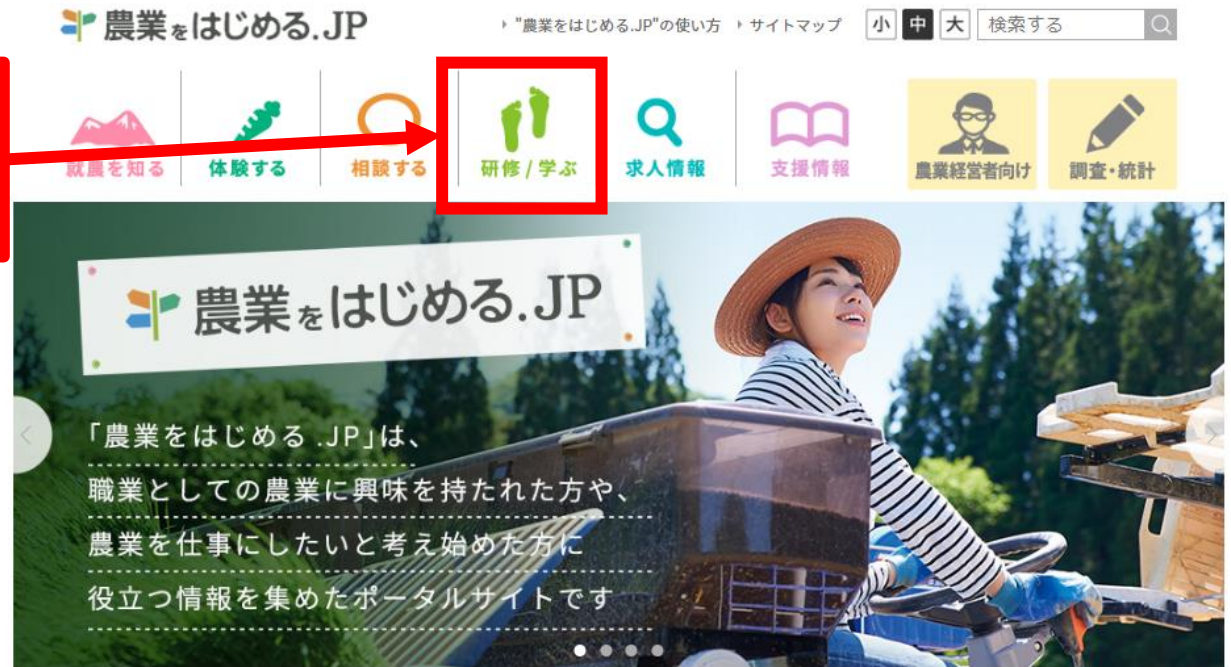 農業をはじめる.JP
"農業をはじめる.JP"の使い方 サイトマップ 小 中 大 検索する
就農を知る 体験する 相談する 研修/学ぶ 求人情報 支援情報 農業経営者向け 調査・統計
農業をはじめる.JP
「農業をはじめる.JP」は、
職業としての農業に興味を持たれた方や、
農業を仕事にしたいと考え始めた方に
役立つ情報を集めたポータルサイトです